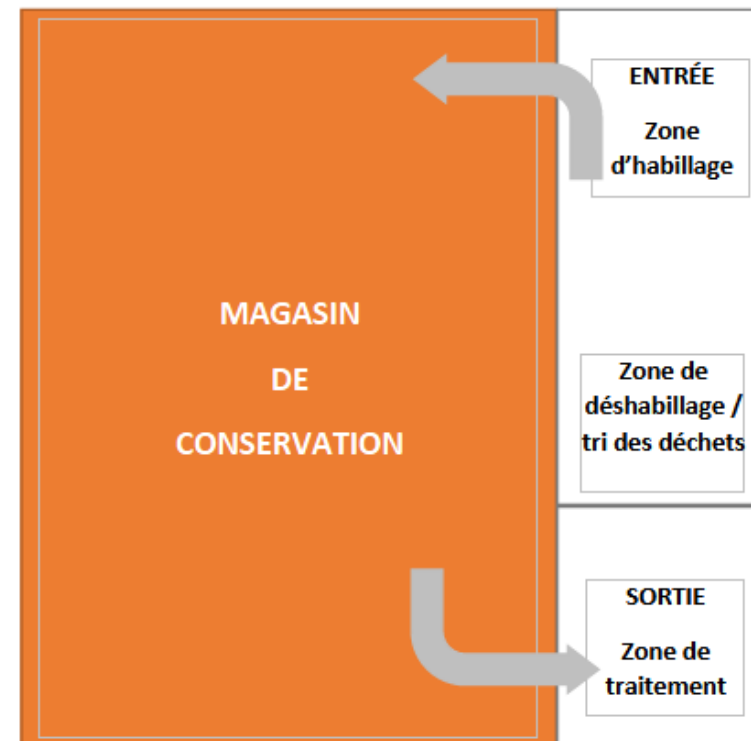 ENTRÉE
Zone
d'habillage
MAGASIN
DE
CONSERVATION
Zone de
déshabillage /
tri des déchets
SORTIE
Zone de
traitement